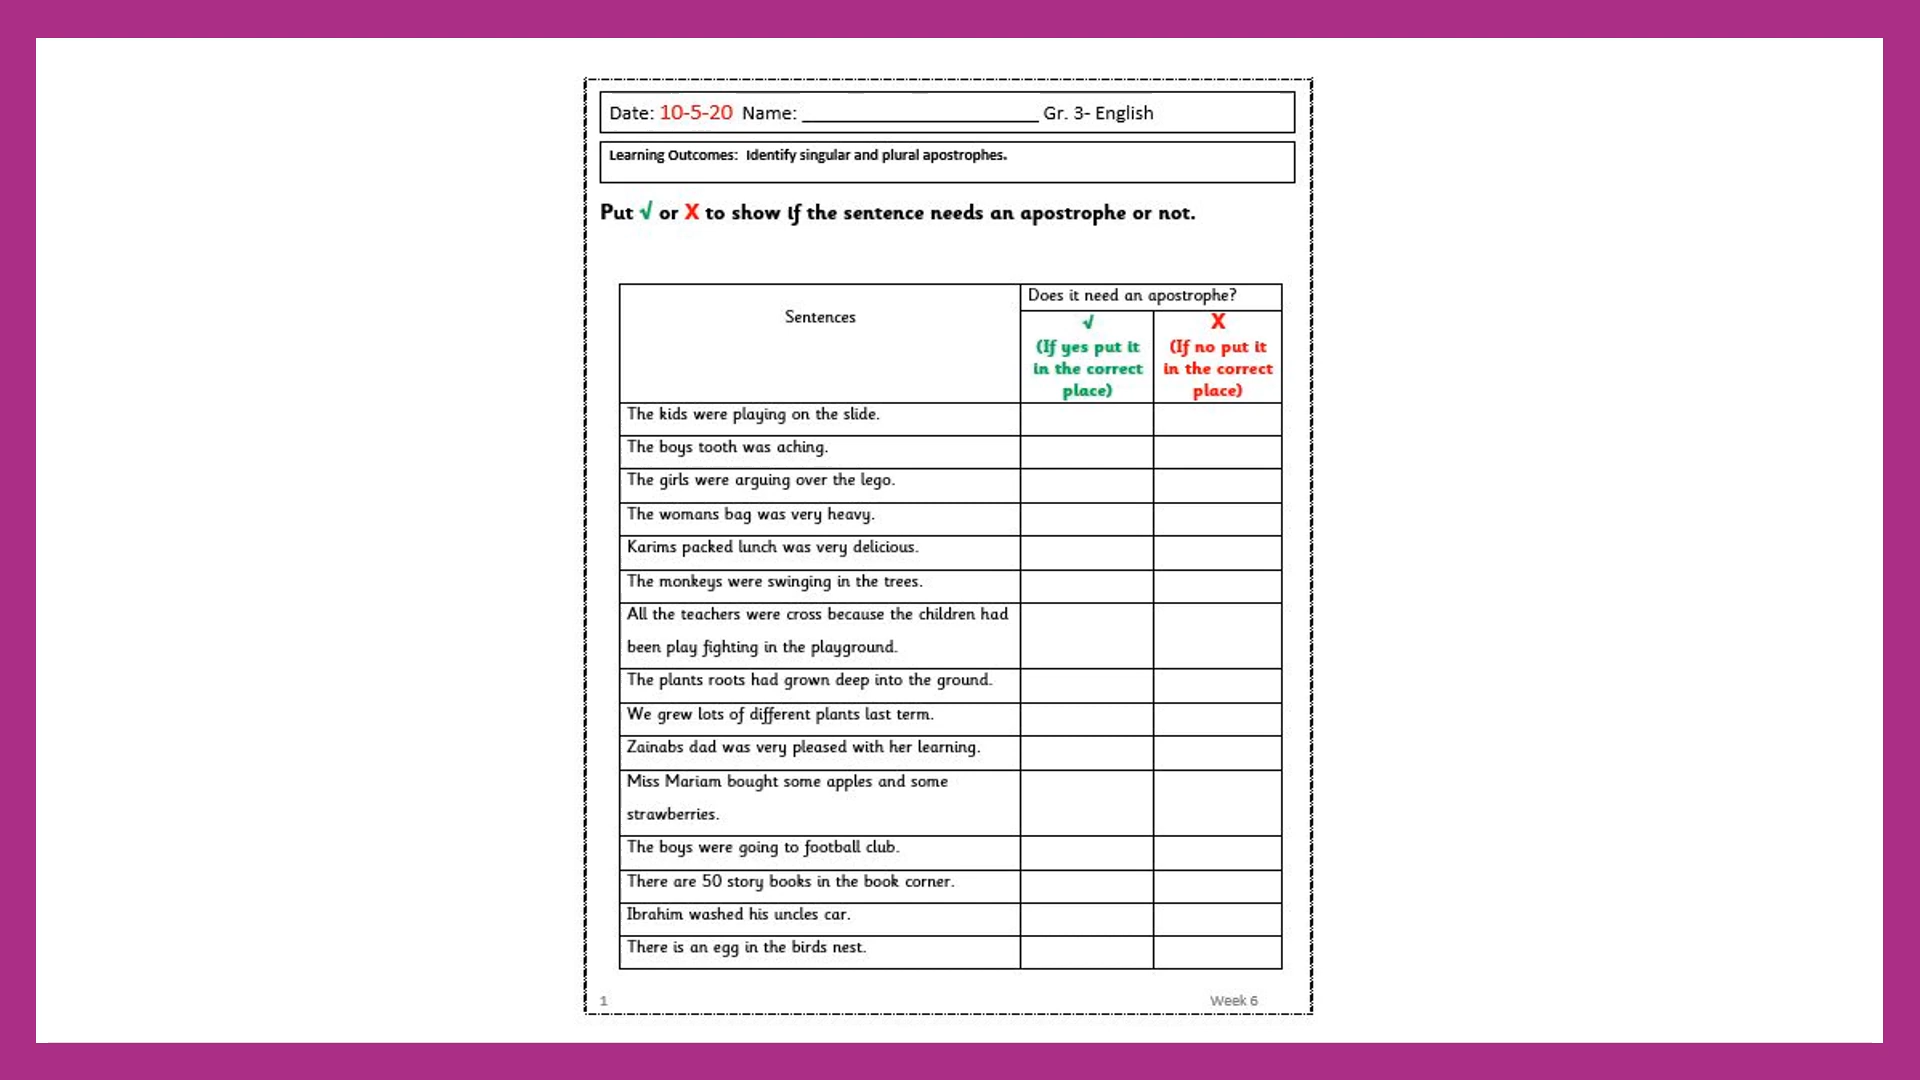 Date: 10-5-20 Name: ________________________ Gr. 3- English
Learning Outcomes: Identify singular and plural apostrophes.
Put √ or X to show if the sentence needs an apostrophe or not.
Sentences
Does it need an apostrophe?
√
(If yes put it
in the correct
place)
X
(If no put it
in the correct
place)
The kids were playing on the slide.
The boys tooth was aching.
The girls were arguing over the lego.
The womans bag was very heavy.
Karims packed lunch was very delicious.
The monkeys were swinging in the trees.
All the teachers were cross because the children had
been play fighting in the playground.
The plants roots had grown deep into the ground.
We grew lots of different plants last term.
Zainabs dad was very pleased with her learning.
Miss Mariam bought some apples and some
strawberries.
The boys were going to football club.
There are 50 story books in the book corner.
Ibrahim washed his uncles car.
There is an egg in the birds nest.
1
Week 6